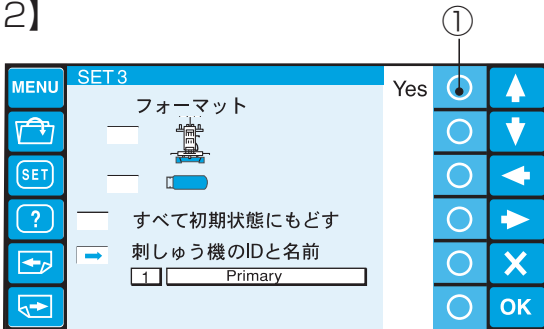 2】
①
MENU
SET 3
Yes
フォーマット
SET
?
すべて初期状態にもどす
刺しゅう機のIDと名前
1 Primary
OK